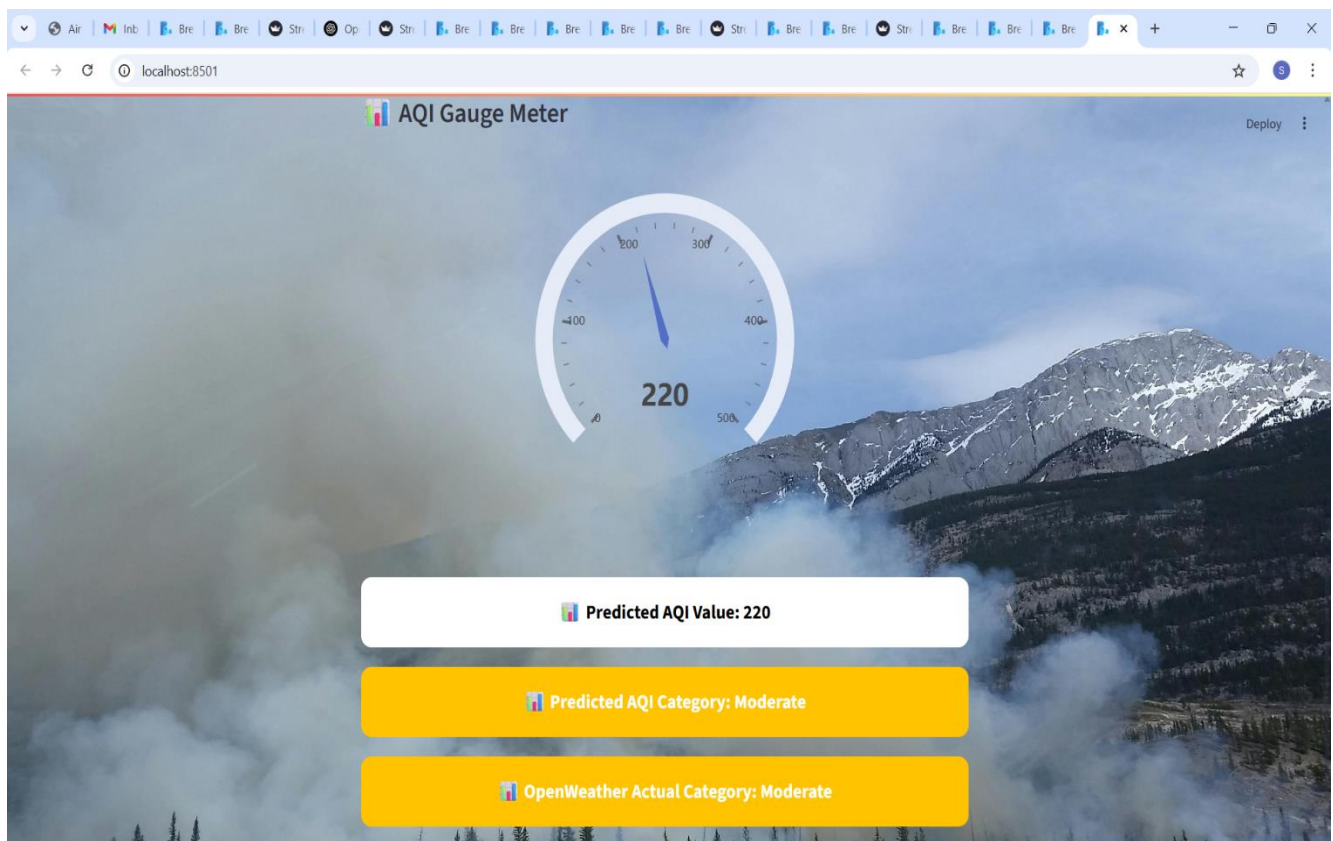 Air
Inb
Bre
Bre
Str
Op
Str
Bre
Bre
Bre
Bre
Bre
Str
Bre
Bre
Str
Bre
Bre
Bre
localhost:8501
S
📊 AQI Gauge Meter
Deploy
200
300
100
400
220
0
500
📊 Predicted AQI Value: 220
📊 Predicted AQI Category: Moderate
📊 OpenWeather Actual Category: Moderate